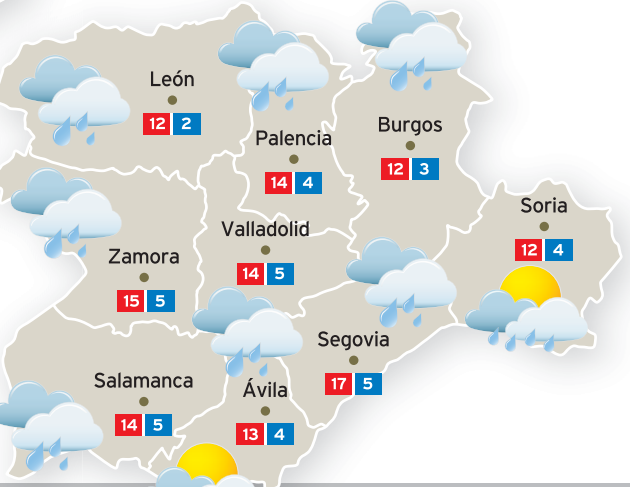 León
12 2
Palencia
14 4
Burgos
12 3
Soria
12 4
Zamora
15 5
Valladolid
14 5
Segovia
17 5
Salamanca
14 5
Ávila
13 4